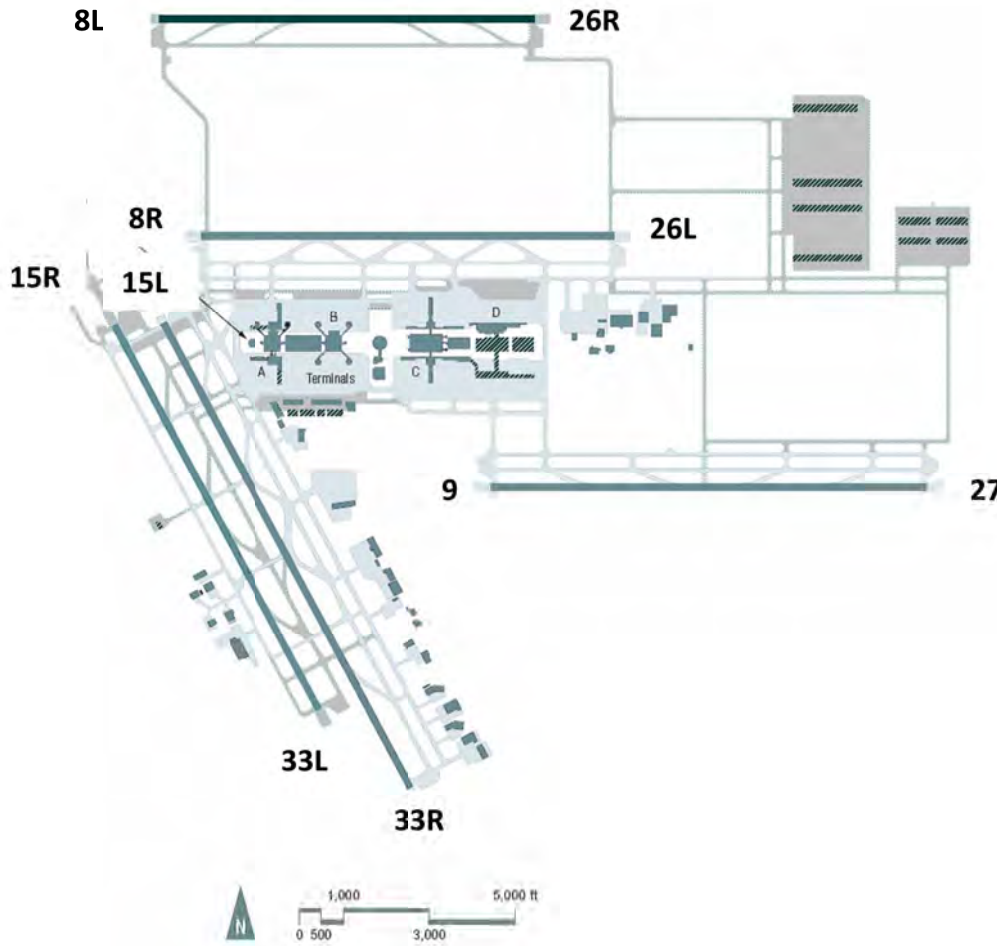 8L 26R
8R 26L
15R 15L
B D
A C
Terminals
9 27
33L
33R
N
1,000 5,000 ft
0 500 3,000